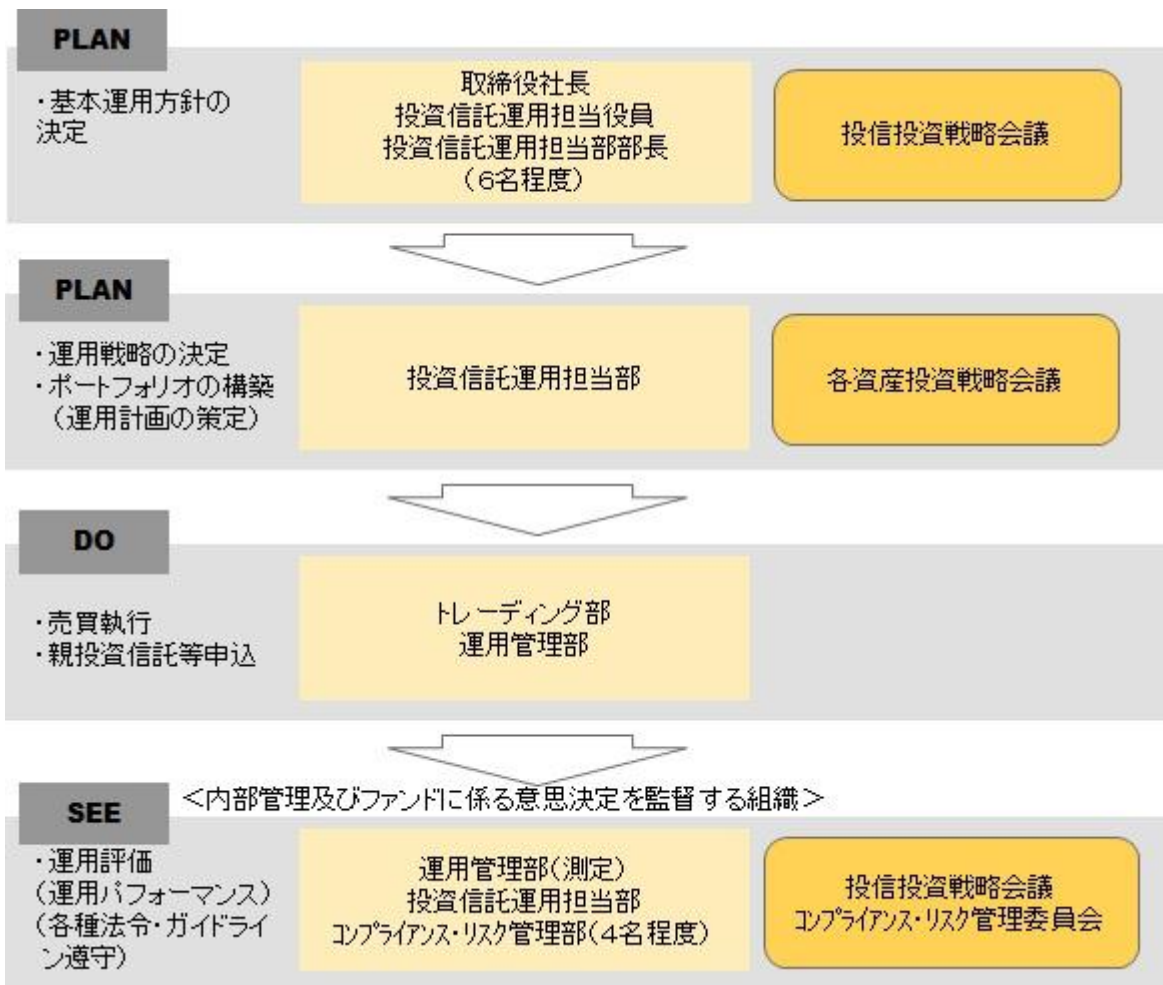 PLAN
・基本運用方針の
決定
取締役社長
投資信託運用担当役員
投資信託運用担当部部長
(6名程度)
投信投資戦略会議
PLAN
・運用戦略の決定
・ポートフォリオの構築
(運用計画の策定)
投資信託運用担当部
各資産投資戦略会議
DO
・売買執行
・親投資信託等申込
トレーディング部
運用管理部
SEE
<内部管理及びファンドに係る意思決定を監督する組織>
・運用評価
(運用パフォーマンス)
(各種法令・ガイドライ
ン遵守)
運用管理部(測定)
投資信託運用担当部
コンプライアンス・リスク管理部(4名程度)
投信投資戦略会議
コンプライアンス・リスク管理委員会